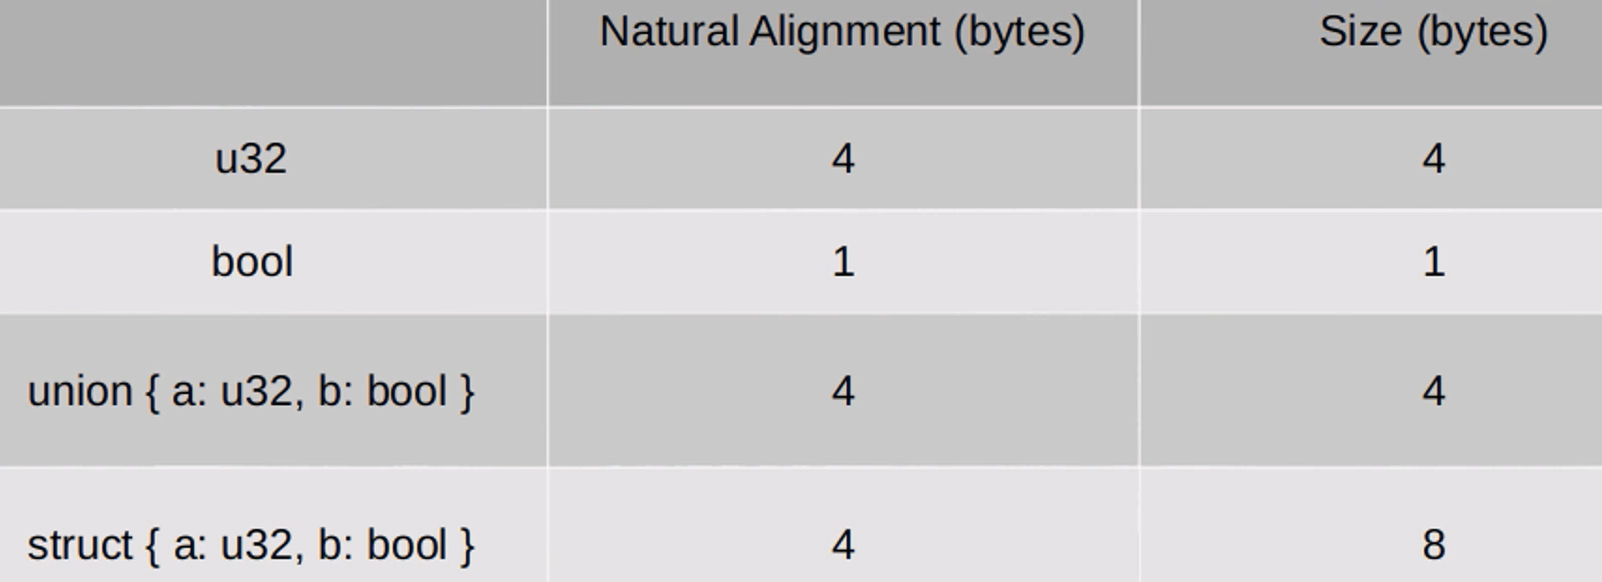 Natural Alignment (bytes) Size (bytes)
u32 4 4
bool 1 1
union { a: u32, b: bool } 4 4
struct { a: u32, b: bool } 4 8